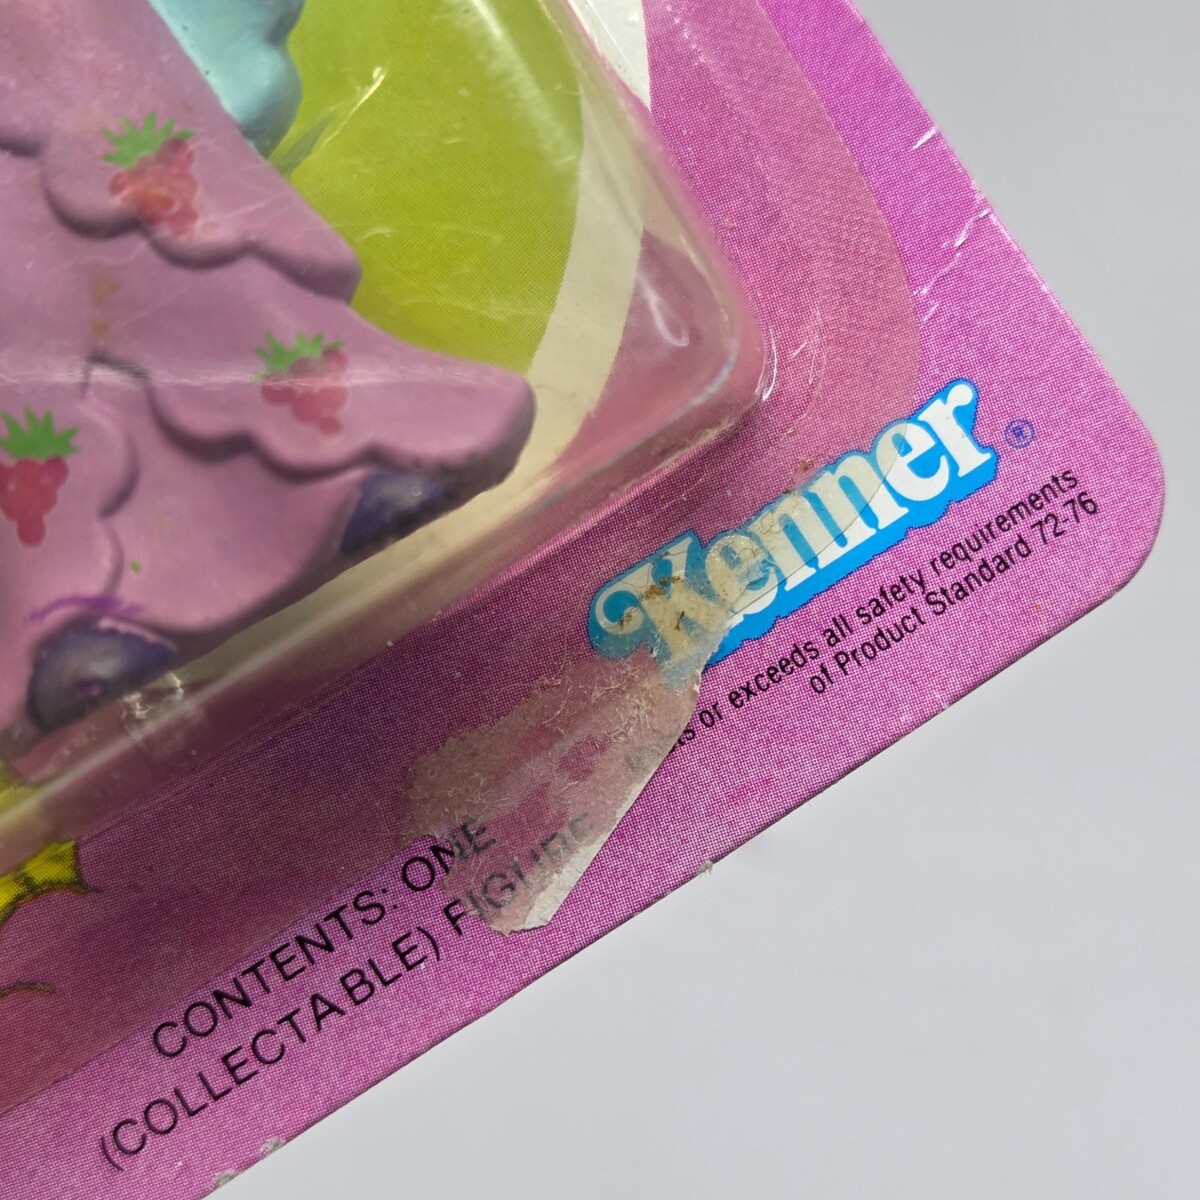 Kenner®
or exceeds all safety requirements
of Product Standard 72-76
CONTENTS: ONE
(COLLECTABLE) FIGURE